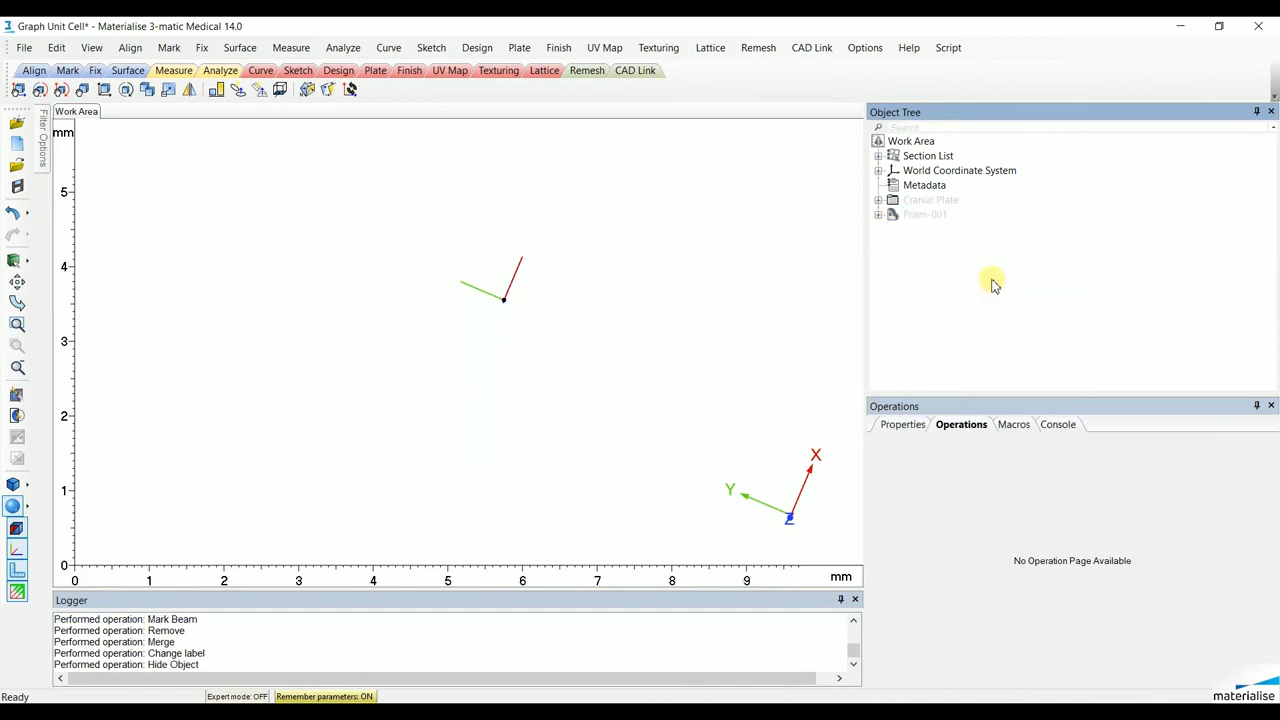 Graph Unit Cell* - Materialise 3-matic Medical 14.0
File Edit View Align Mark Fix Surface Measure Analyze Curve Sketch Design Plate Finish UV Map Texturing Lattice Remesh CAD Link Options Help Script
Align Mark Fix Surface Measure Analyze Curve Sketch Design Plate Finish UV Map Texturing Lattice Remesh CAD Link
Filter Options
Work Area
mm
5
4
3
2
1
0
0 1 2 3 4 5 6 7 8 9 mm
X
Y
Z
Object Tree
Search
Work Area
Section List
World Coordinate System
Metadata
Cranial Plate
Prism-001
Operations
Properties Operations Macros Console
No Operation Page Available
Logger
Performed operation: Mark Beam
Performed operation: Remove
Performed operation: Merge
Performed operation: Change label
Performed operation: Hide Object
Ready Expert mode: OFF Remember parameters: ON
materialise